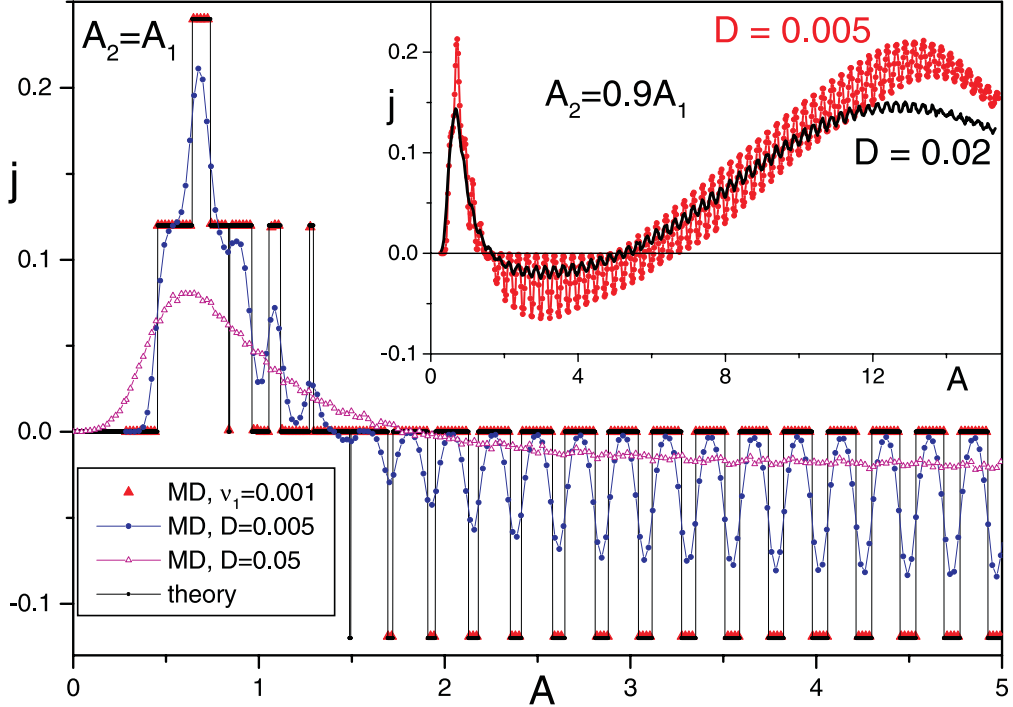 A₂=A₁
j
0.2
0.1
0.0
-0.1
0
1
2
3
4
5
A
MD, ν₁=0.001
MD, D=0.005
MD, D=0.05
theory
D = 0.005
A₂=0.9A₁
D = 0.02
j
0.2
0.1
0.0
-0.1
0
4
8
12
A